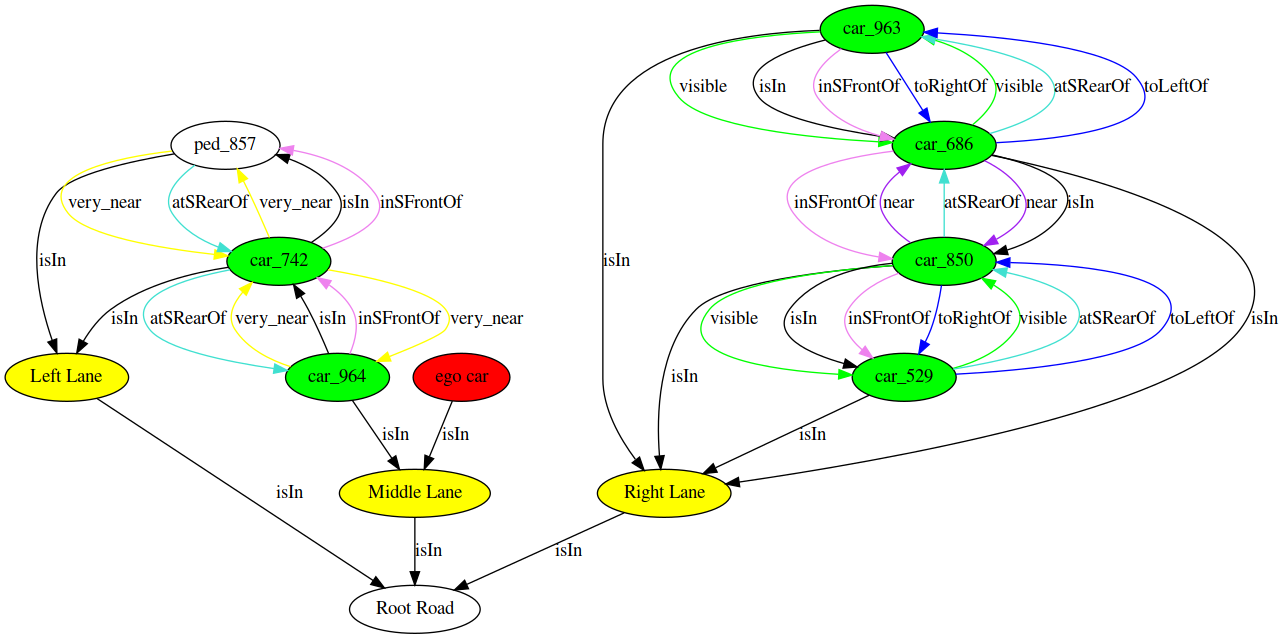 car_963
visible
isIn
inSFrontOf
toRightOf
visible
atSRearOf
toLeftOf
ped_857
car_686
very_near
atSRearOf
very_near
isIn
inSFrontOf
inSFrontOf
near
atSRearOf
near
isIn
isIn
car_742
isIn
car_850
isIn
atSRearOf
very_near
isIn
inSFrontOf
very_near
visible
isIn
inSFrontOf
toRightOf
visible
atSRearOf
toLeftOf
isIn
Left Lane
car_964
ego car
isIn
car_529
isIn
isIn
isIn
isIn
Middle Lane
Right Lane
isIn
isIn
Root Road